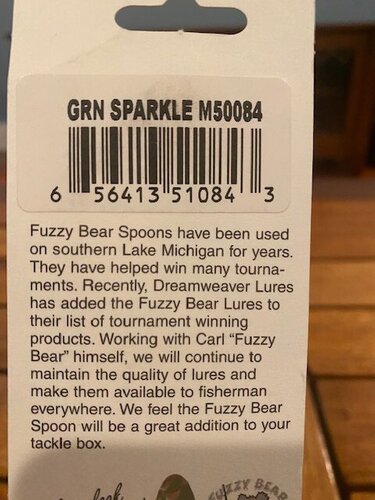 GRN SPARKLE M50084
6 56413 51084 3
Fuzzy Bear Spoons have been used
on southern Lake Michigan for years.
They have helped win many tourna-
ments. Recently, Dreamweaver Lures
has added the Fuzzy Bear Lures to
their list of tournament winning
products. Working with Carl “Fuzzy
Bear” himself, we will continue to
maintain the quality of lures and
make them available to fisherman
everywhere. We feel the Fuzzy Bear
Spoon will be a great addition to your
tackle box.
look
FUZZY BEAR